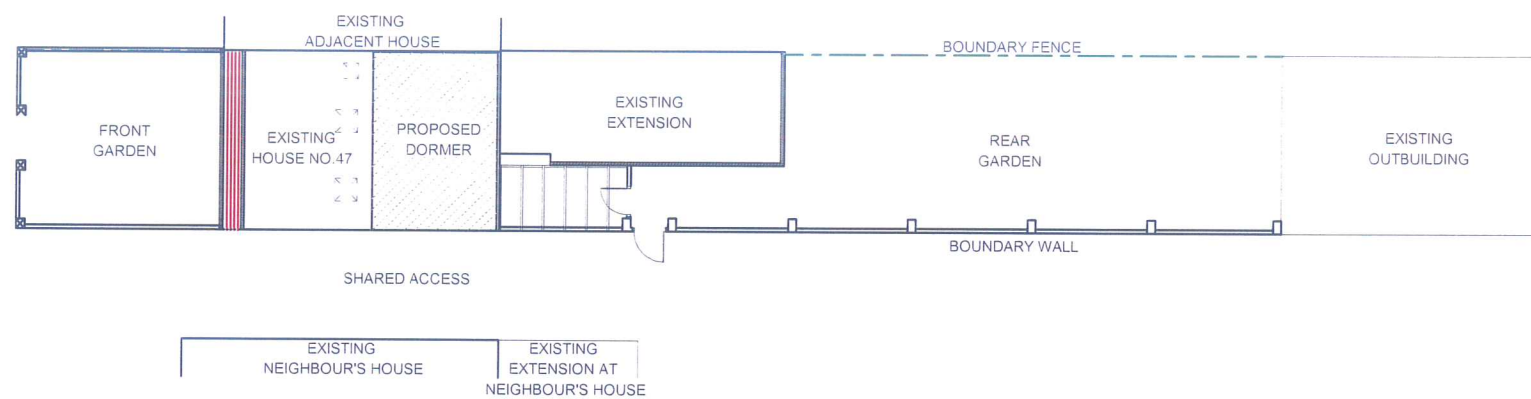 EXISTING
ADJACENT HOUSE
BOUNDARY FENCE
FRONT
GARDEN
EXISTING
HOUSE NO.47
PROPOSED
DORMER
EXISTING
EXTENSION
REAR
GARDEN
EXISTING
OUTBUILDING
BOUNDARY WALL
SHARED ACCESS
EXISTING
NEIGHBOUR'S HOUSE
EXISTING
EXTENSION AT
NEIGHBOUR'S HOUSE